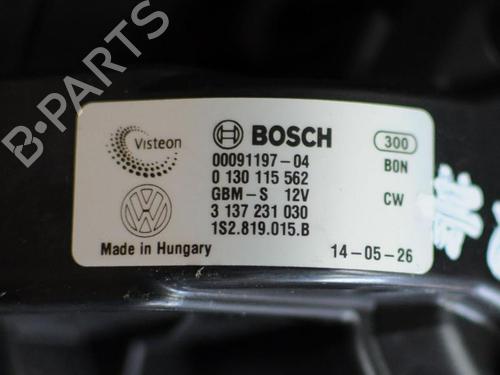 B-PARTS
Visteon
BOSCH
300
00091197-04
BON
0 130 115 562
GBM-S 12V
CW
3 137 231 030
1S2.819.015.B
Made in Hungary
14-05-26